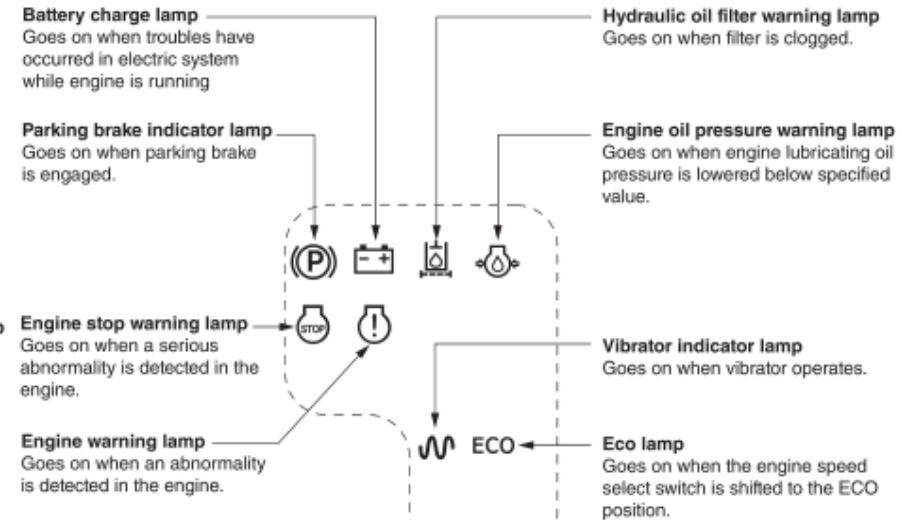 Battery charge lamp
Goes on when troubles have
occurred in electric system
while engine is running
Hydraulic oil filter warning lamp
Goes on when filter is clogged.
Parking brake indicator lamp
Goes on when parking brake
is engaged.
Engine oil pressure warning lamp
Goes on when engine lubricating oil
pressure is lowered below specified
value.
(P)
- +
Engine stop warning lamp
Goes on when a serious
abnormality is detected in the
engine.
STOP
!
Vibrator indicator lamp
Goes on when vibrator operates.
Engine warning lamp
Goes on when an abnormality
is detected in the engine.
ECO
Eco lamp
Goes on when the engine speed
select switch is shifted to the ECO
position.